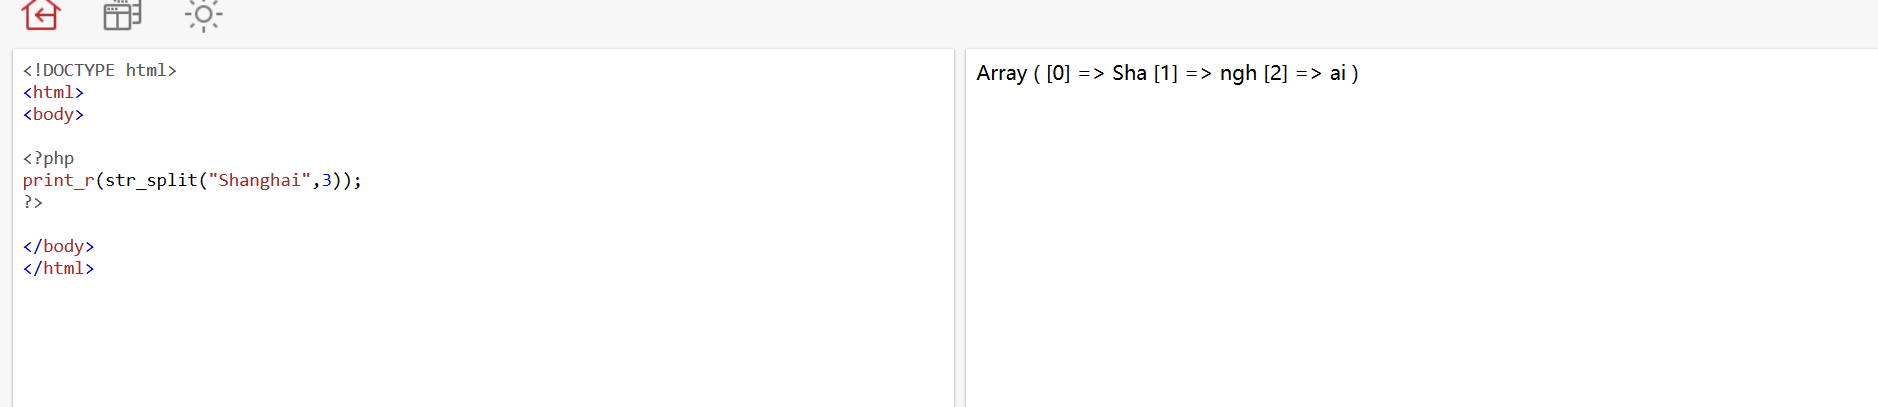 <!DOCTYPE html>
<html>
<body>
<?php
print_r(str_split("Shanghai",3));
?>
</body>
</html>
Array ( [0] => Sha [1] => ngh [2] => ai )